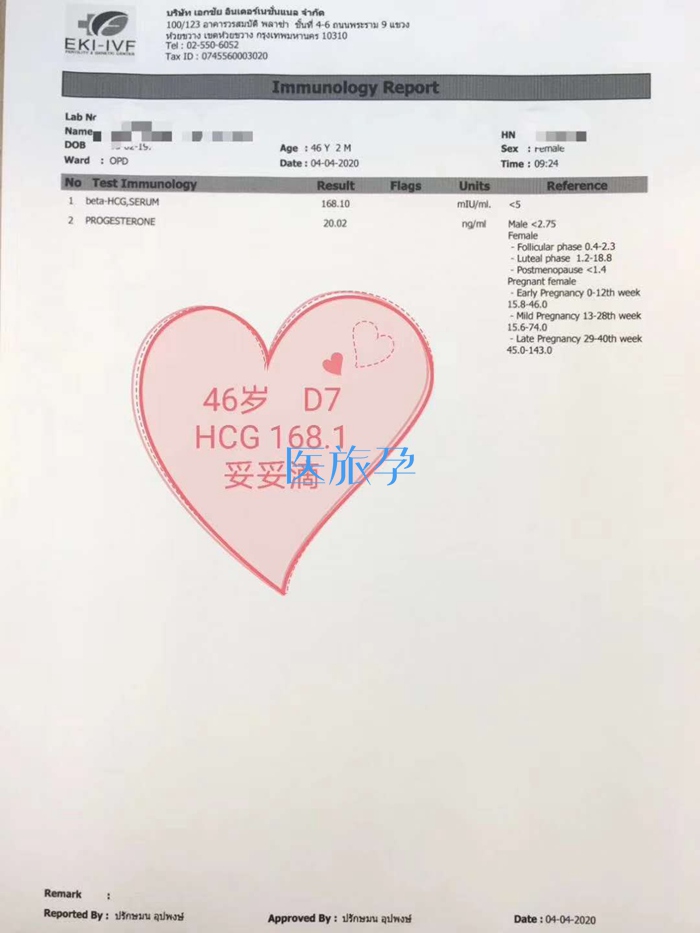 บริษัท เอกชัย อินเตอร์เนชั่นแนล จำกัด
100/123 อาคารวรสมบัติ พลาซ่า ชั้นที่ 4-6 ถนนพระราม 9 แขวง
ห้วยขวาง เขตห้วยขวาง กรุงเทพมหานคร 10310
EKI-IVF
Tel : 02-550-6052
Tax ID : 0745560003020
Immunology Report
Lab Nr
Name
HN
DOB
Age : 46 Y 2 M
Sex : Female
Ward : OPD
Date : 04-04-2020
Time : 09:24
No Test Immunology Result Flags Units Reference
1 beta-HCG,SERUM 168.10 mIU/ml. <5
2 PROGESTERONE 20.02 ng/ml Male <2.75
Female
- Follicular phase 0.4-2.3
- Luteal phase 1.2-18.8
- Postmenopause <1.4
Pregnant female
- Early Pregnancy 0-12th week
15.8-46.0
- Mild Pregnancy 13-28th week
15.6-74.0
- Late Pregnancy 29-40th week
45.0-143.0
46岁 D7
HCG 168.1
妥妥滴
医旅孕
Remark :
Reported By : ปรักษมน อุปพงษ์
Approved By : ปรักษมน อุปพงษ์
Date : 04-04-2020